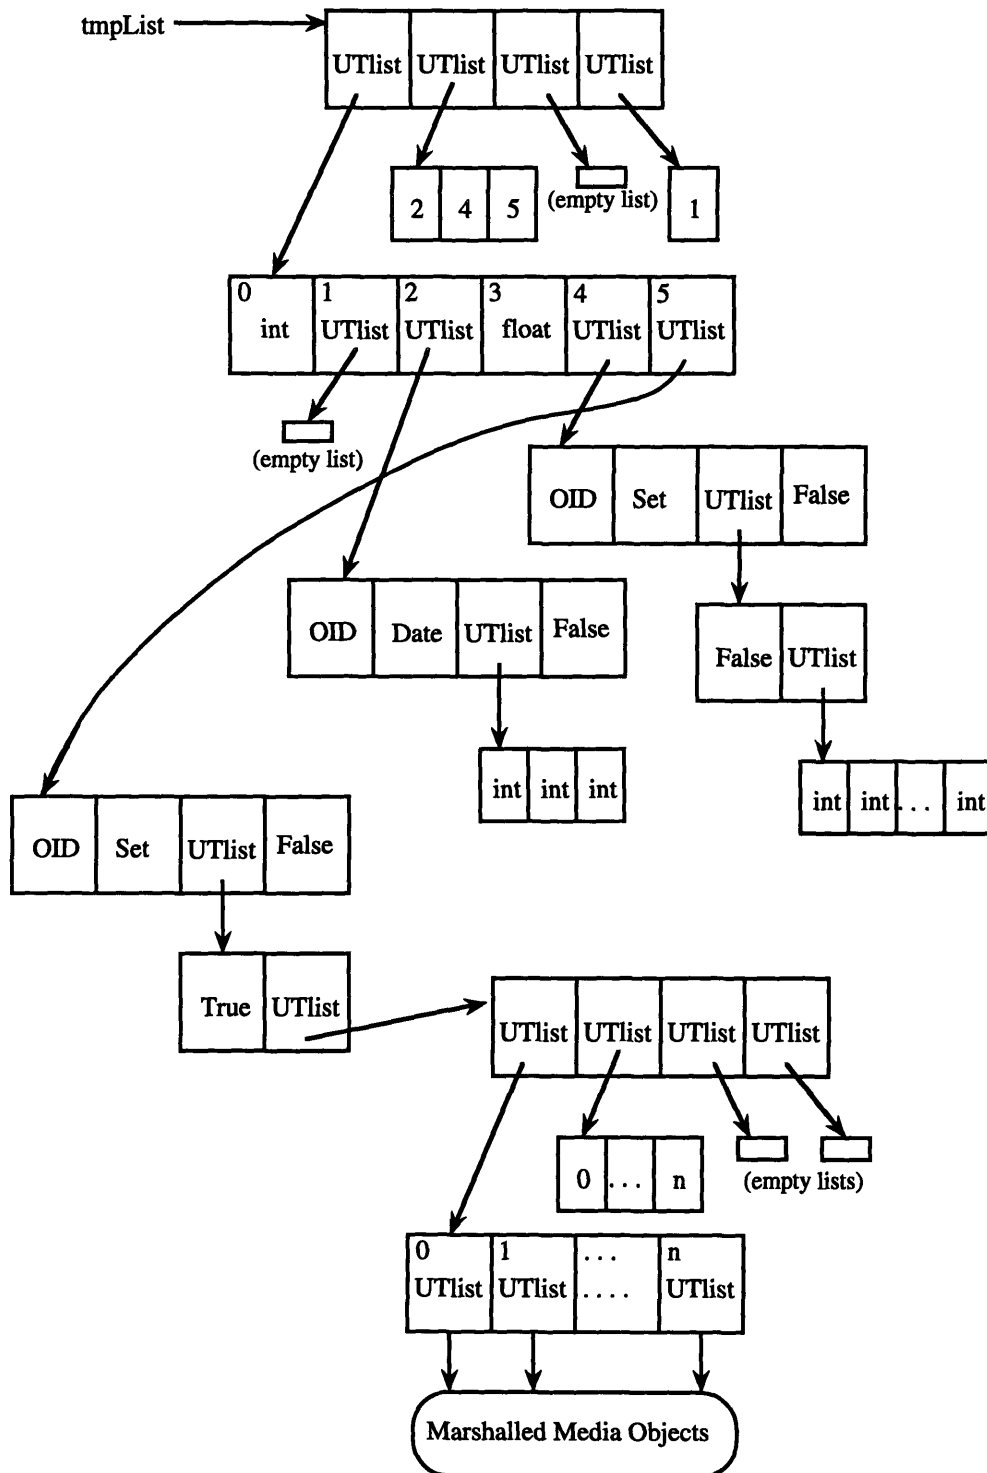 tmpList
UTlist UTlist UTlist UTlist
2 4 5
(empty list)
1
0 1 2 3 4 5
int UTlist UTlist float UTlist UTlist
(empty list)
OID Set UTlist False
OID Date UTlist False
False UTlist
int int int
int int ... int
OID Set UTlist False
True UTlist
UTlist UTlist UTlist UTlist
0 ... n
(empty lists)
0 1 ... n
UTlist UTlist .... UTlist
Marshalled Media Objects